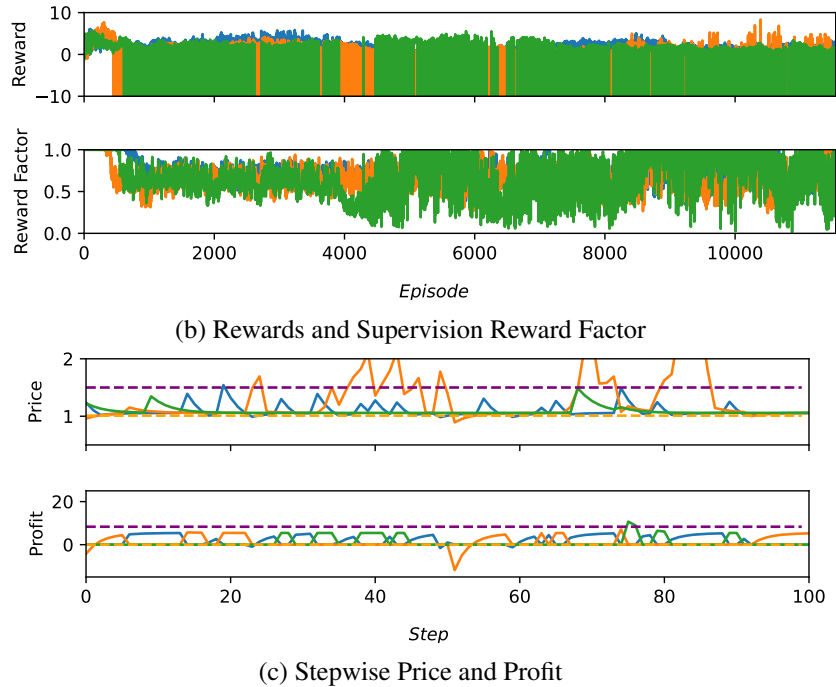 Reward
0
−10
Reward Factor
1.0
0.5
0.0
0 2000 4000 6000 8000 10000
Episode
(b) Rewards and Supervision Reward Factor
Price
2
1
Profit
20
0
0 20 40 60 80 100
Step
(c) Stepwise Price and Profit